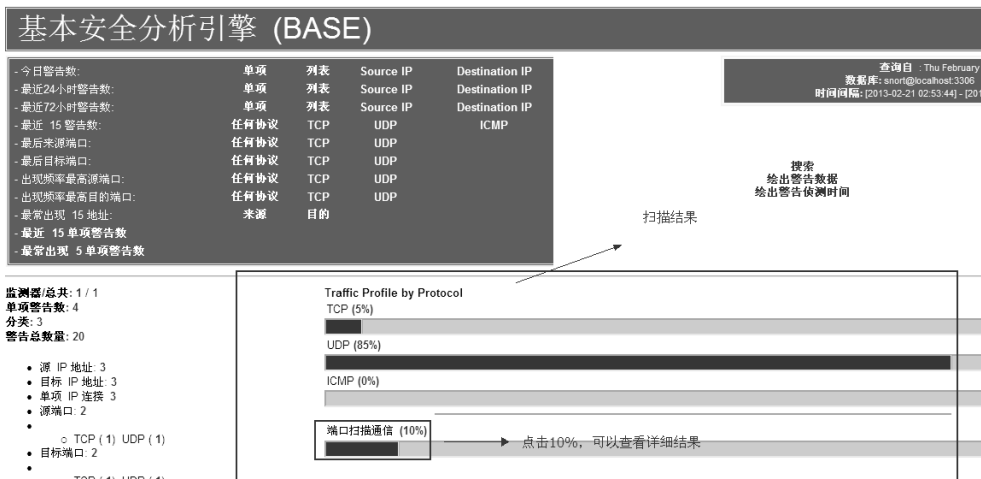 基本安全分析引擎 (BASE)
- 今日警告数: 单项 列表 Source IP Destination IP
- 最近24小时警告数: 单项 列表 Source IP Destination IP
- 最近72小时警告数: 单项 列表 Source IP Destination IP
- 最近 15 警告数: 任何协议 TCP UDP ICMP
- 最后来源端口: 任何协议 TCP UDP
- 最后目标端口: 任何协议 TCP UDP
- 出现频率最高源端口: 任何协议 TCP UDP
- 出现频率最高目的端口: 任何协议 TCP UDP
- 最常出现 15 地址: 来源 目的
- 最近 15 单项警告数
- 最常出现 5 单项警告数
查询自 : Thu February
数据库: snort@localhost:3306
时间间隔: [2013-02-21 02:53:44] - [201
搜索
绘出警告数据
绘出警告侦测时间
扫描结果
监测器/总共: 1 / 1
单项警告数: 4
分类: 3
警告总数量: 20
源 IP 地址: 3
目标 IP 地址: 3
单项 IP 连接 3
源端口: 2
TCP ( 1) UDP ( 1)
目标端口: 2
TCP ( 1) UDP ( 1)
Traffic Profile by Protocol
TCP (5%)
UDP (85%)
ICMP (0%)
端口扫描通信 (10%)
点击10%，可以查看详细结果